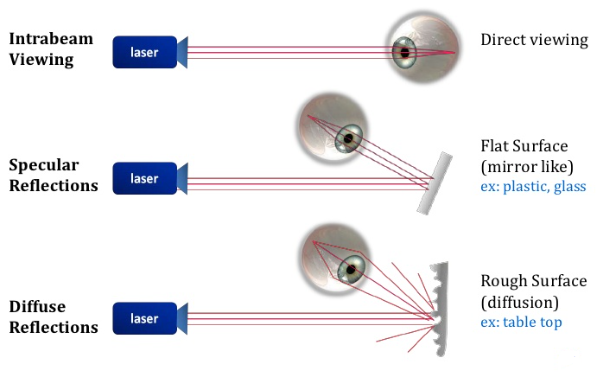 Intrabeam
Viewing
laser
Direct viewing
Specular
Reflections
laser
Flat Surface
(mirror like)
ex: plastic, glass
Diffuse
Reflections
laser
Rough Surface
(diffusion)
ex: table top